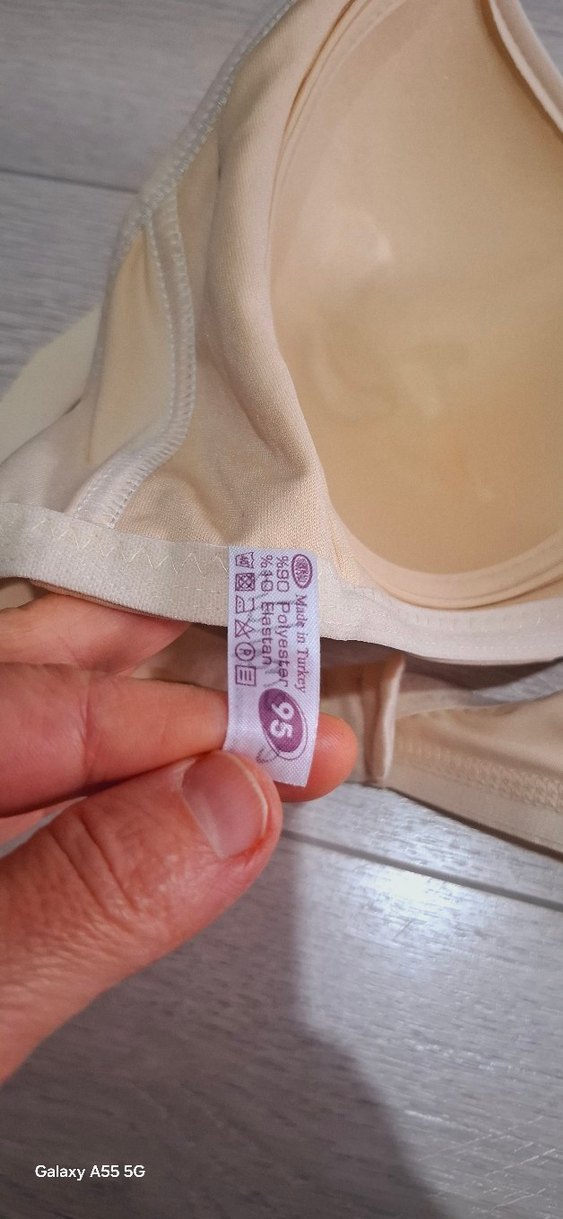 Made in Turkey
%90 Polyester
%10 Elastan
95
Galaxy A55 5G